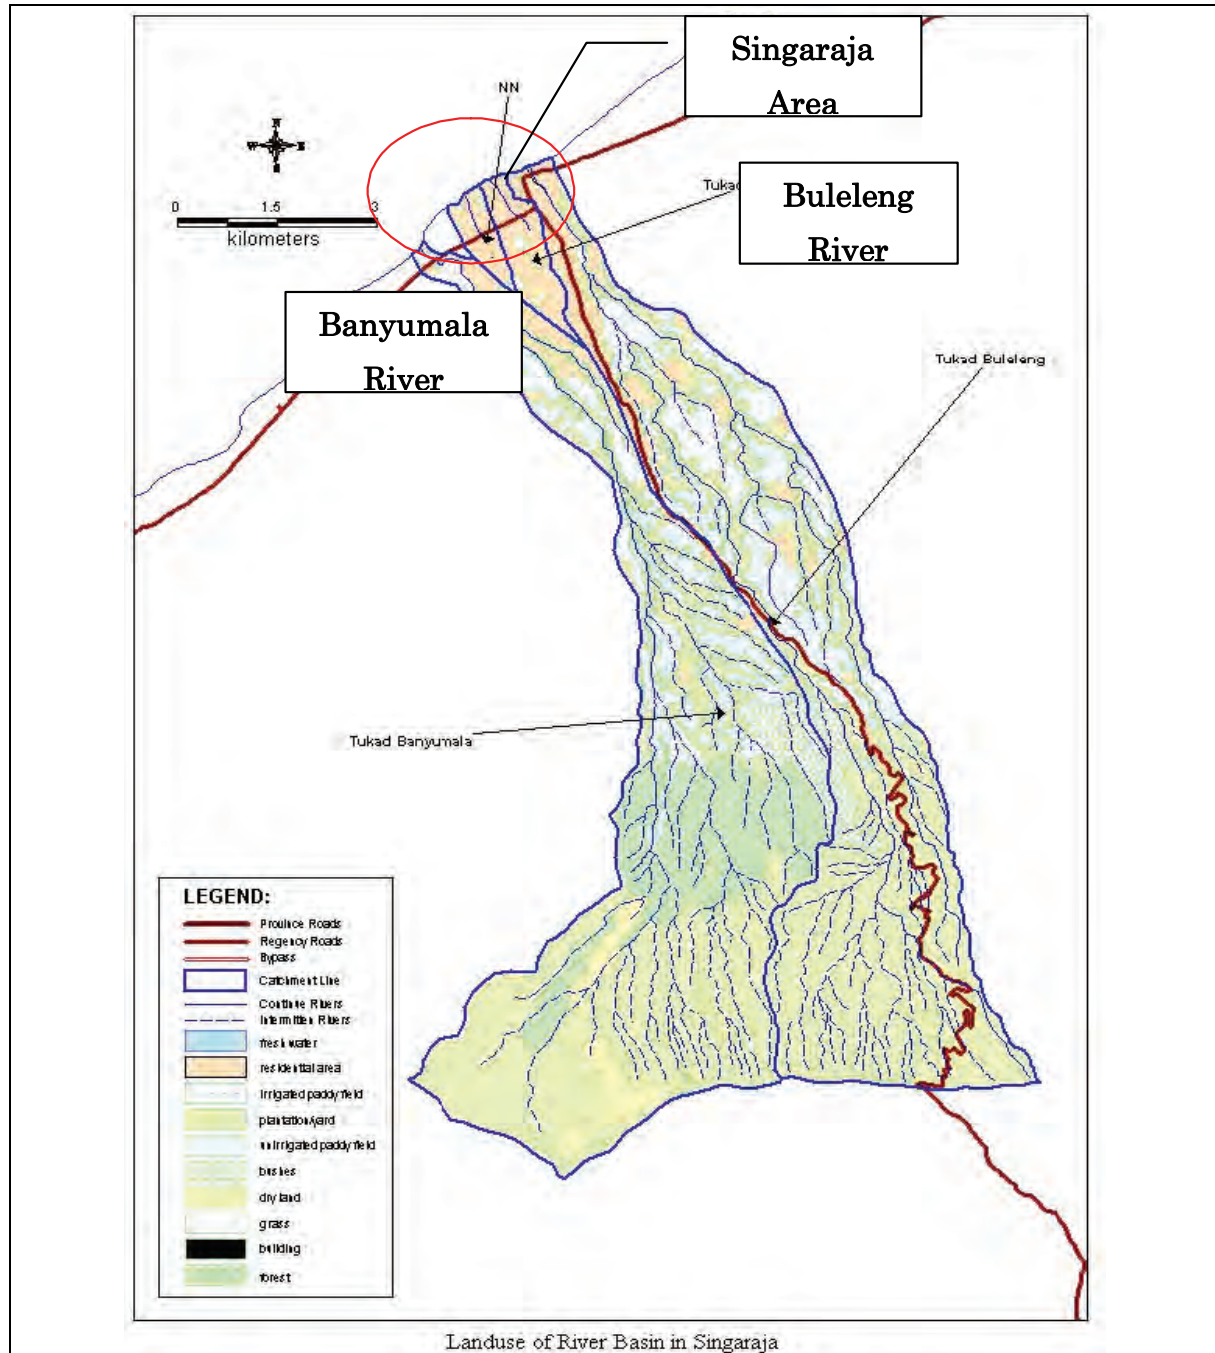 Singaraja
Area
NN
N
W
E
S
Tukad
Buleleng
River
0 1.5 3
kilometers
Banyumala
River
Tukad Buleleng
Tukad Banyumala
LEGEND:
Province Roads
Regency Roads
Bypass
Catchment Line
Continue Rivers
Intermitten Rivers
fresh water
residential area
irrigated paddy field
plantation/yard
unirrigated paddy field
bushes
dry land
grass
building
forest
Landuse of River Basin in Singaraja